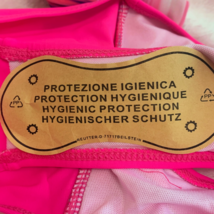 PROTEZIONE IGIENICA
PROTECTION HYGIENIQUE
HYGIENIC PROTECTION
HYGIENISCHER SCHUTZ